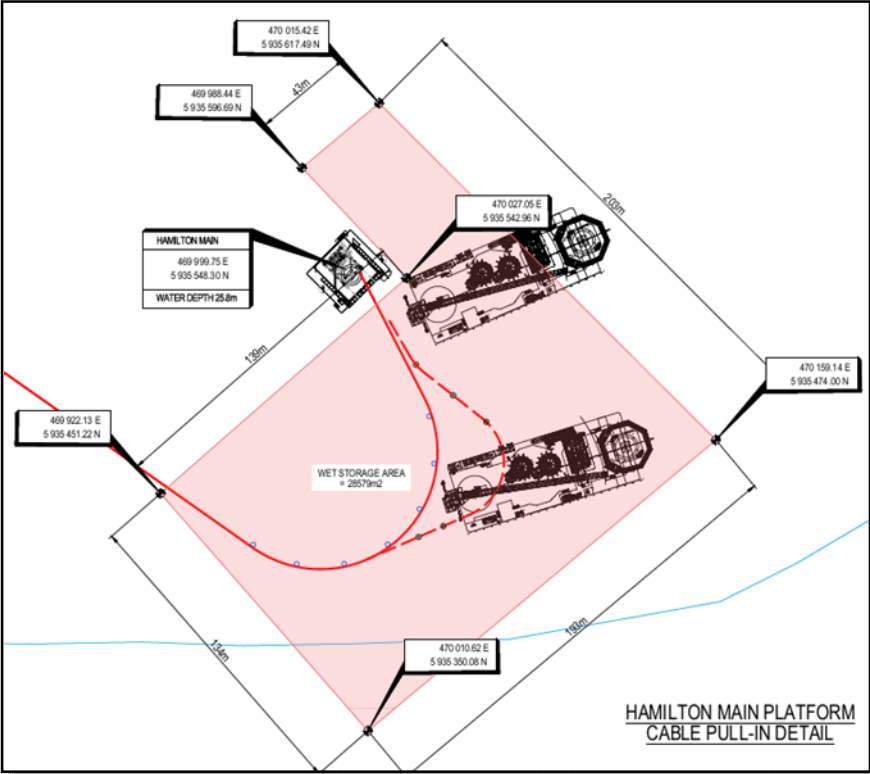 470 015.42 E
5 935 617.49 N
43m
469 988.44 E
5 935 596.69 N
203m
470 027.05 E
5 935 542.96 N
HAMILTON MAIN
469 999.75 E
5 935 548.30 N
WATER DEPTH 25.8m
139m
470 159.14 E
5 935 474.00 N
469 922.13 E
5 935 451.22 N
WET STORAGE AREA
= 28579m2
134m
193m
470 010.62 E
5 935 350.08 N
HAMILTON MAIN PLATFORM
CABLE PULL-IN DETAIL